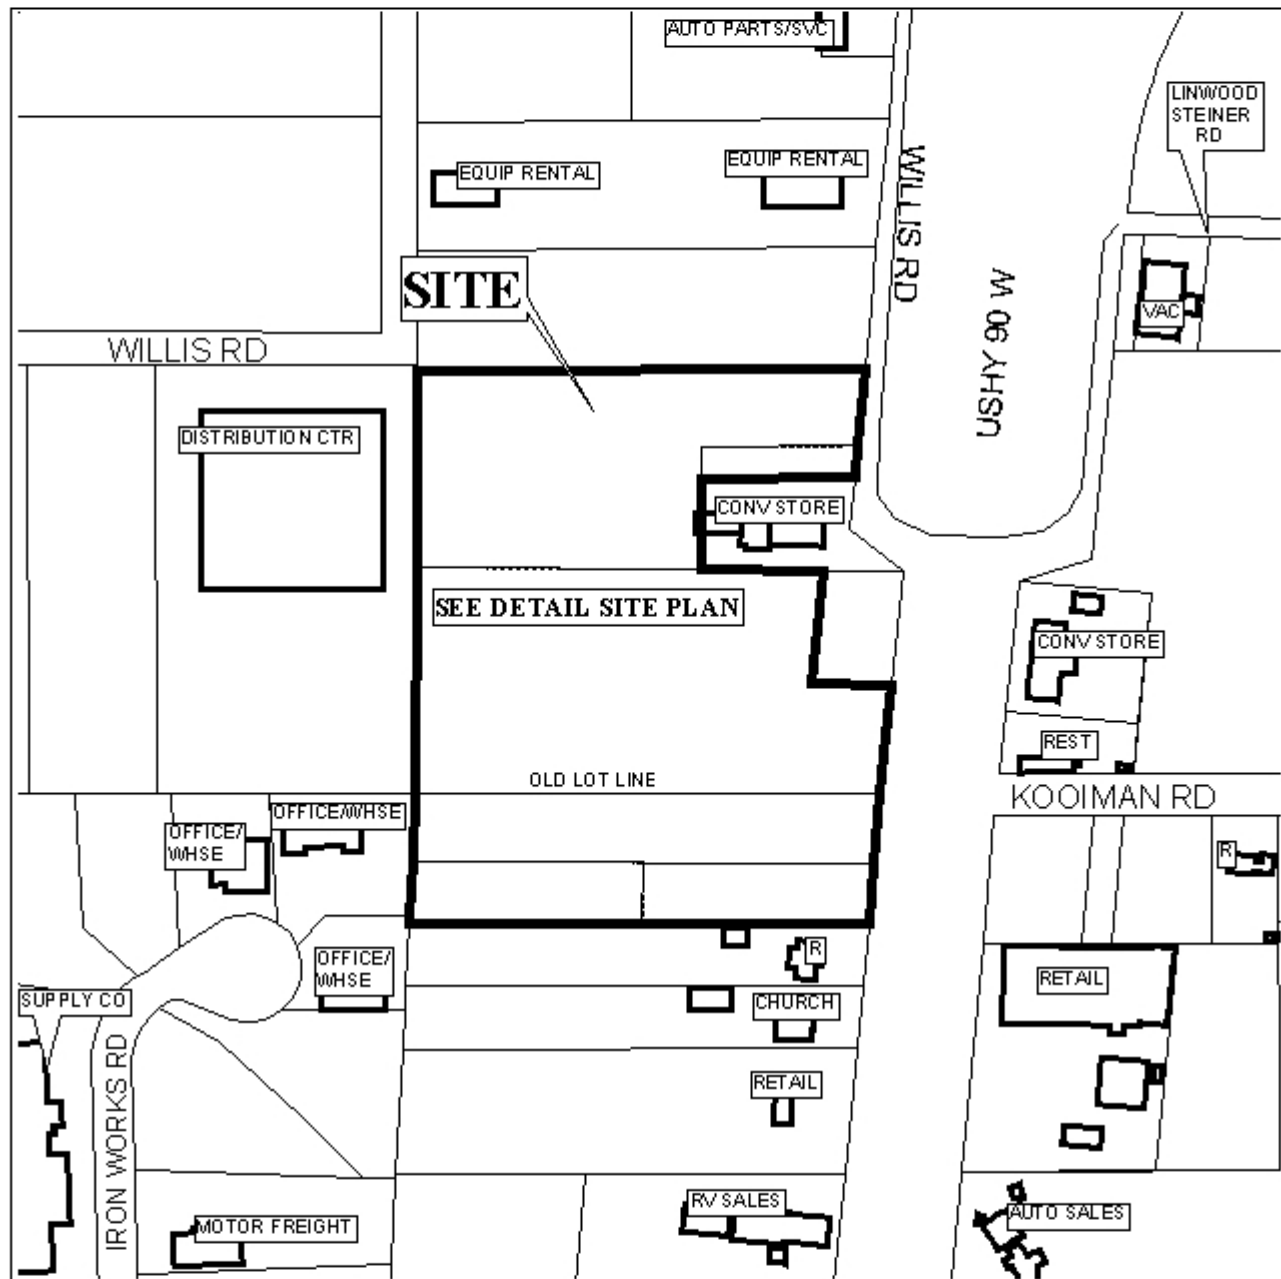 AUTO PARTS/SVC
LINWOOD
STEINER
RD
EQUIP RENTAL
EQUIP RENTAL
WILLIS RD
SITE
USHY 90 W
VAC
WILLIS RD
DISTRIBUTION CTR
CONV STORE
SEE DETAIL SITE PLAN
CONV STORE
REST
OLD LOT LINE
KOOIMAN RD
OFFICE/WHSE
OFFICE/
WHSE
R
R
OFFICE/
WHSE
RETAIL
SUPPLY CO
CHURCH
IRON WORKS RD
RETAIL
RV SALES
AUTO SALES
MOTOR FREIGHT